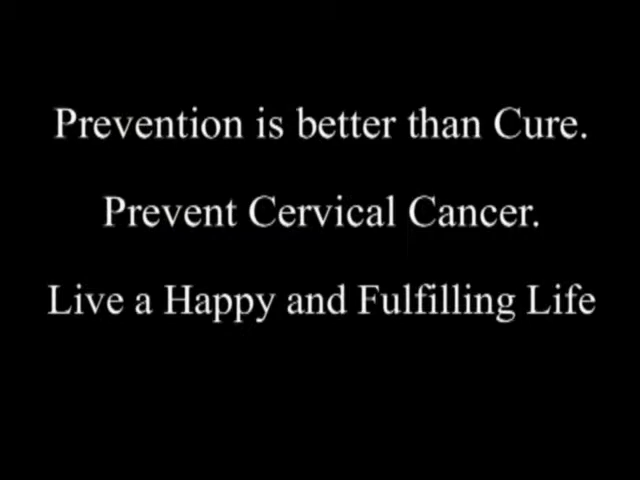 Prevention is better than Cure.
Prevent Cervical Cancer.
Live a Happy and Fulfilling Life